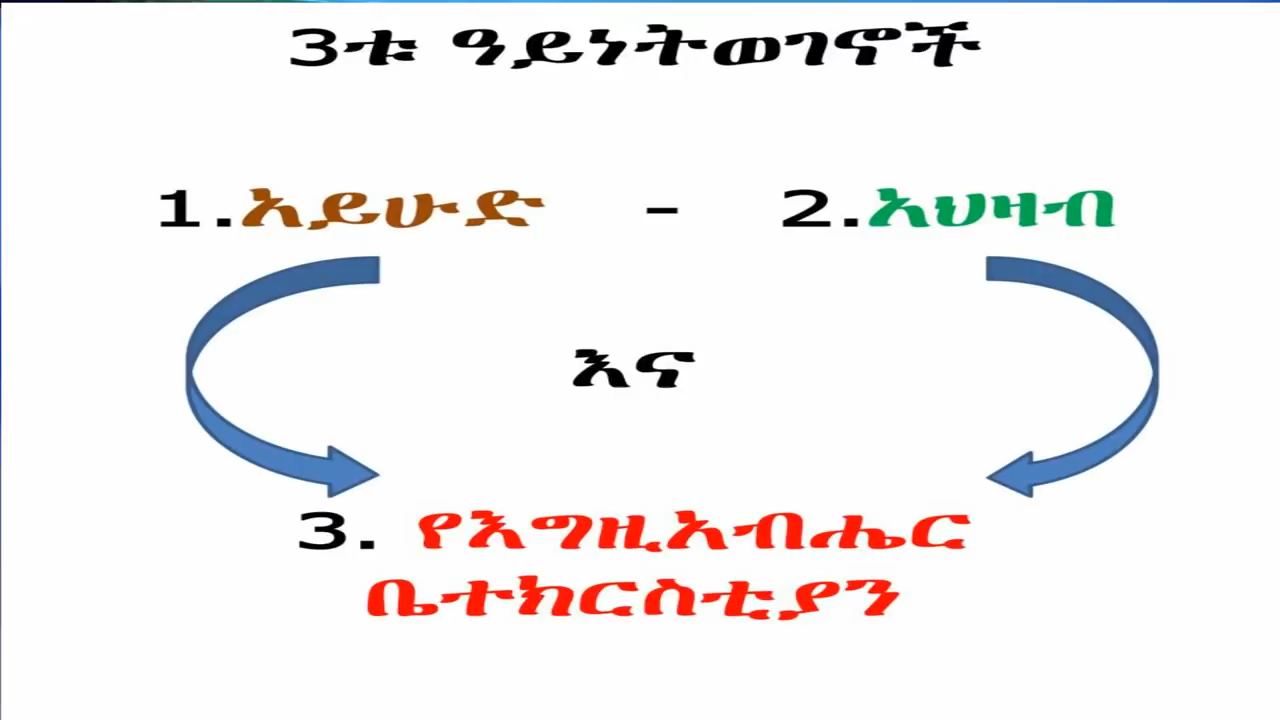 3ቱ ዓይነትወገኖች
1.አይሁድ - 2.አህዛብ
እና
3. የእግዚአብሔር
ቤተክርስቲያን